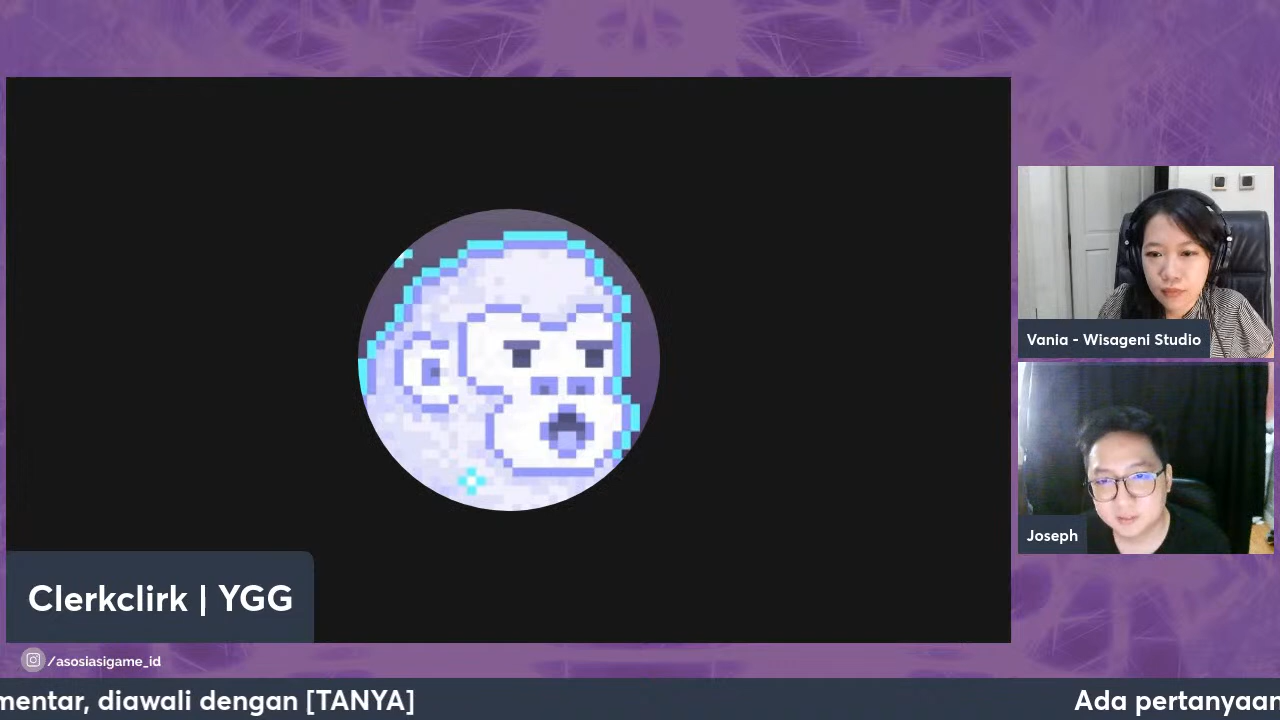 Vania - Wisageni Studio
Joseph
Clerkclirk | YGG
/asosiasigame_id
mentar, diawali dengan [TANYA]
Ada pertanyaan